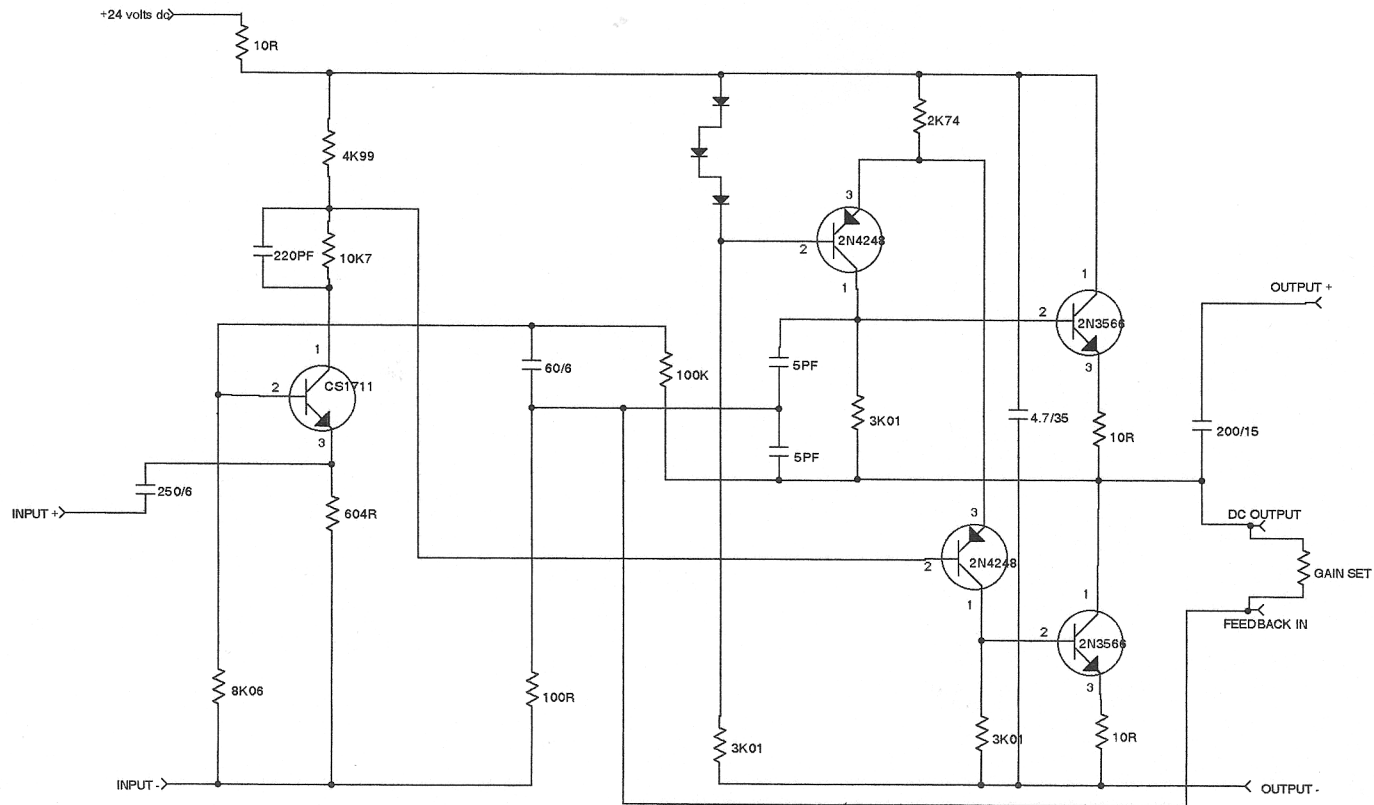 +24 volts dc
10R
4K99
2K74
3
2N4248
220PF
10K7
2
1
1
OUTPUT +
2
2N3566
1
3
5PF
60/6
CS1711
2
100K
3K01
4.7/35
10R
200/15
3
5PF
250/6
INPUT +
604R
3
DC OUTPUT
2N4248
2
GAIN SET
1
1
FEEDBACK IN
2
2N3566
3
8K06
100R
3K01
3K01
10R
INPUT -
OUTPUT -